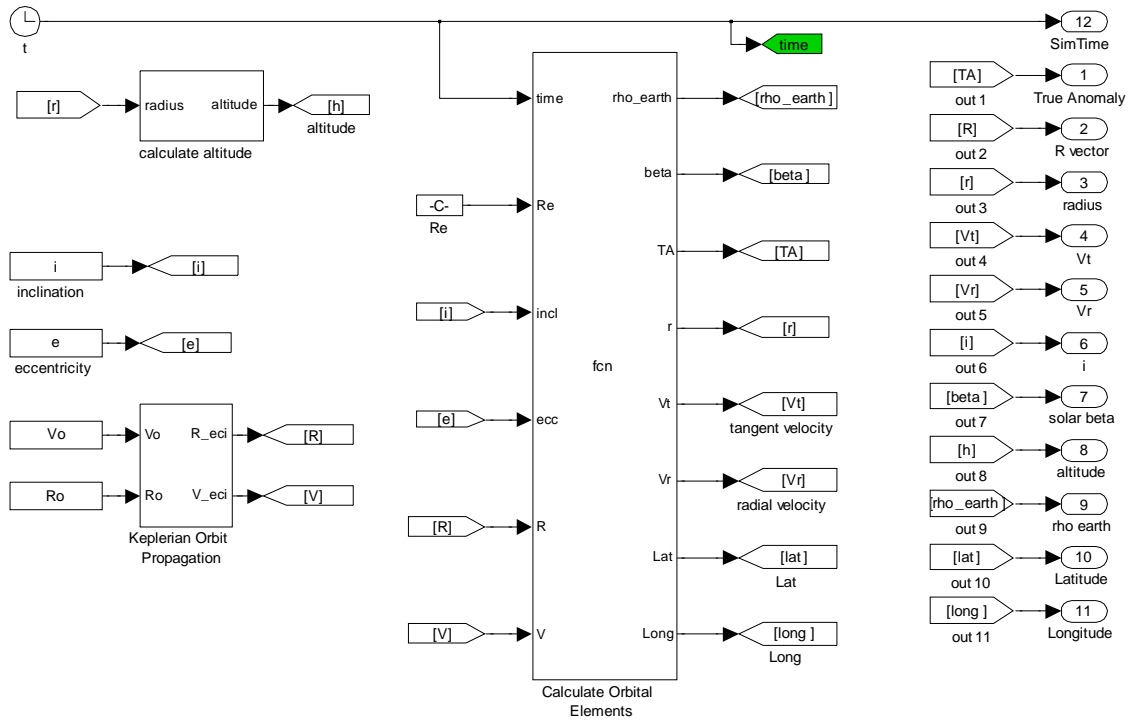 t
12
SimTime
time
[r]
radius
altitude
calculate altitude
[h]
altitude
i
inclination
[i]
e
eccentricity
[e]
Vo
Ro
Vo
Ro
R_eci
V_eci
Keplerian Orbit
Propagation
[R]
[V]
-C-
Re
[i]
[e]
[R]
[V]
time
Re
incl
ecc
R
V
fcn
rho_earth
beta
TA
r
Vt
Vr
Lat
Long
Calculate Orbital
Elements
[rho_earth ]
[beta ]
[TA]
[r]
[Vt]
tangent velocity
[Vr]
radial velocity
[lat ]
Lat
[long ]
Long
[TA]
out 1
1
True Anomaly
[R]
out 2
2
R vector
[r]
out 3
3
radius
[Vt]
out 4
4
Vt
[Vr]
out 5
5
Vr
[i]
out 6
6
i
[beta ]
out 7
7
solar beta
[h]
out 8
8
altitude
[rho_earth ]
out 9
9
rho earth
[lat ]
out 10
10
Latitude
[long ]
out 11
11
Longitude